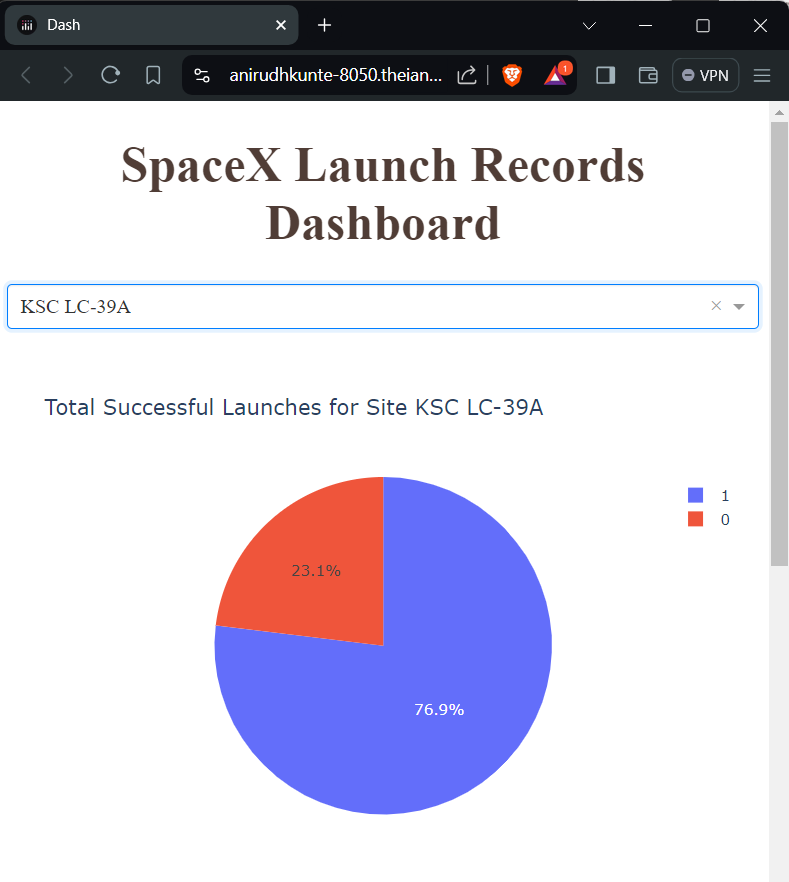 Dash
anirudhkunte-8050.theian...
1
VPN
SpaceX Launch Records
Dashboard
KSC LC-39A
Total Successful Launches for Site KSC LC-39A
1
0
23.1%
76.9%